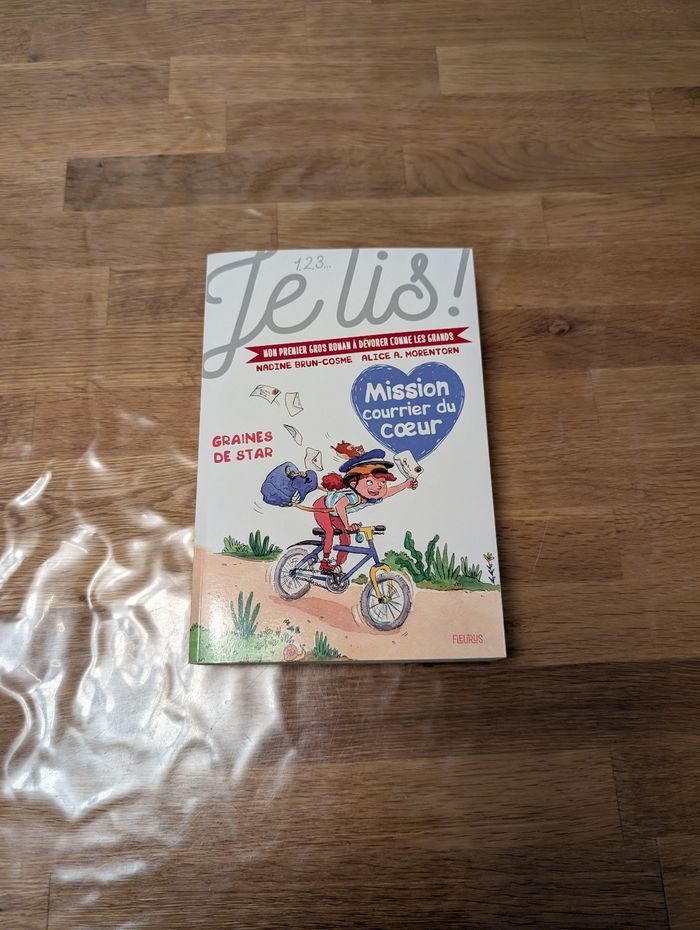 1, 2, 3...
Je lis !
MON PREMIER GROS ROMAN À DÉVORER COMME LES GRANDS
NADINE BRUN-COSME ALICE A. MORENTORN
Mission
courrier du
cœur
GRAINES
DE STAR
FLEURUS